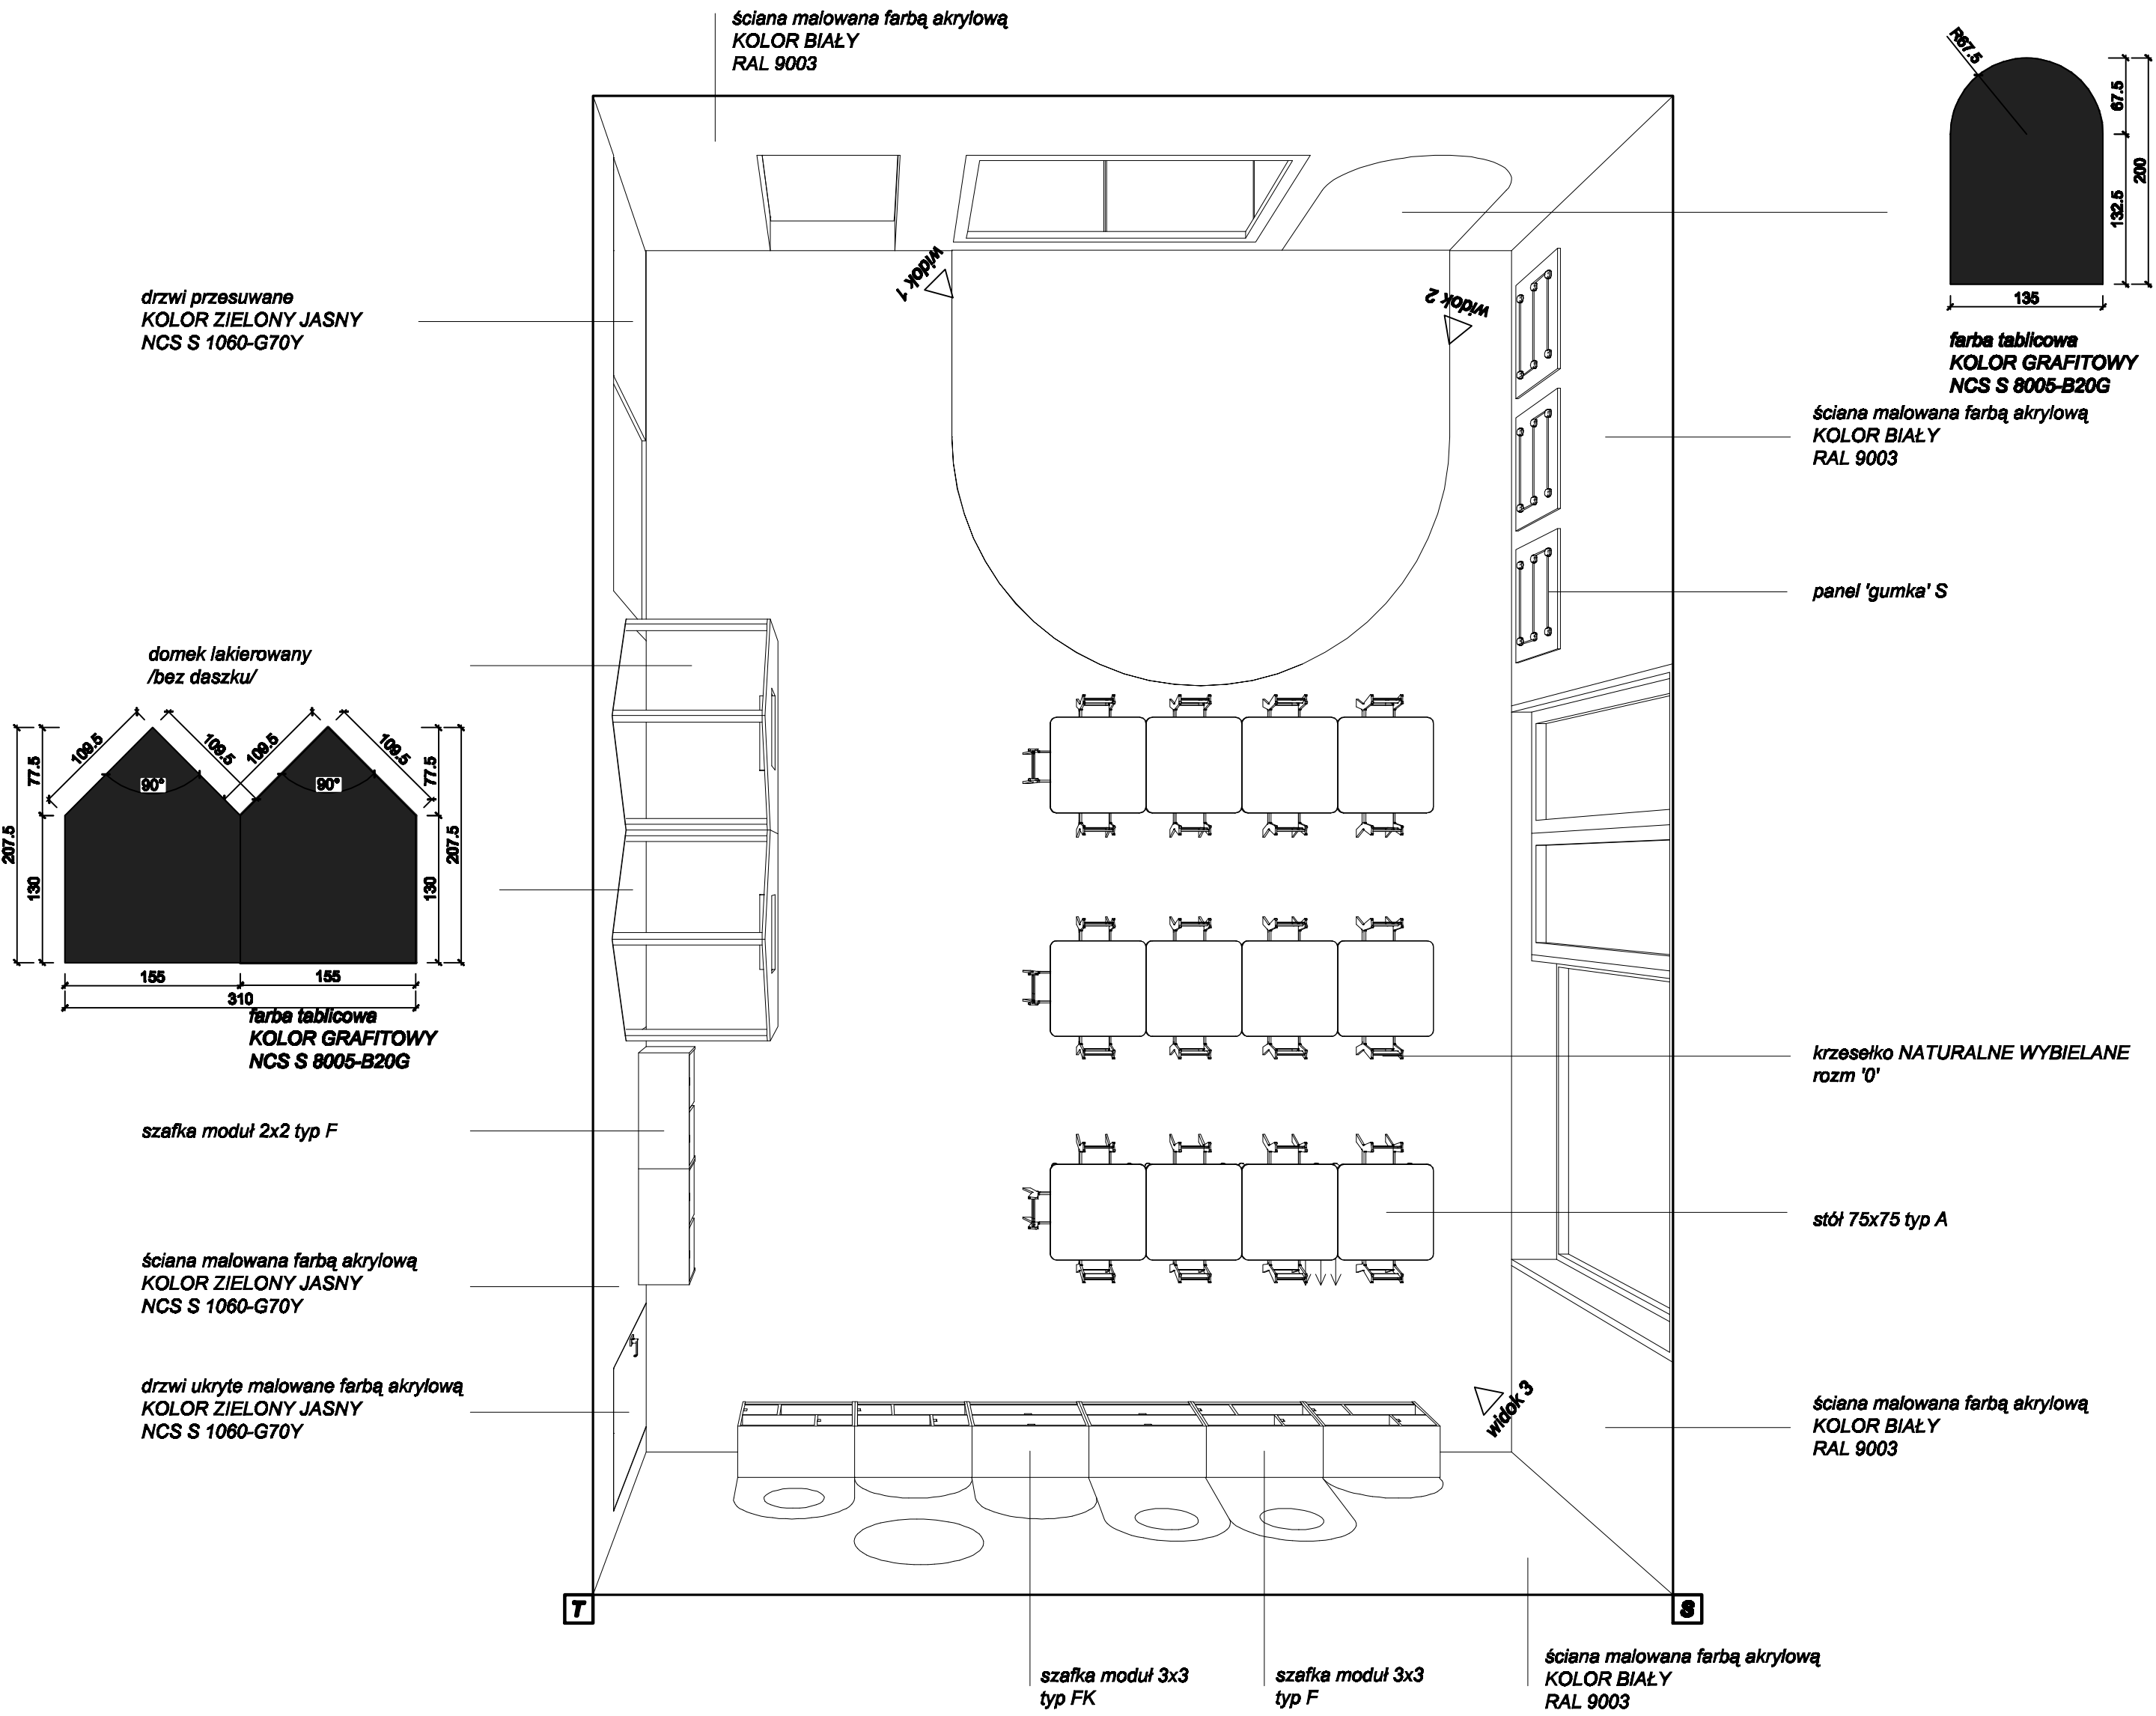 ściana malowana farbą akrylową
KOLOR BIAŁY
RAL 9003
R67.5
67.5
200
132.5
135
farba tablicowa
KOLOR GRAFITOWY
NCS S 8005-B20G
widok 1
widok 2
drzwi przesuwane
KOLOR ZIELONY JASNY
NCS S 1060-G70Y
ściana malowana farbą akrylową
KOLOR BIAŁY
RAL 9003
panel 'gumka' S
domek lakierowany
/bez daszku/
109.5
109.5
109.5
109.5
90°
90°
77.5
77.5
207.5
207.5
130
130
155
155
310
farba tablicowa
KOLOR GRAFITOWY
NCS S 8005-B20G
krzesełko NATURALNE WYBIELANE
rozm '0'
szafka moduł 2x2 typ F
stół 75x75 typ A
ściana malowana farbą akrylową
KOLOR ZIELONY JASNY
NCS S 1060-G70Y
drzwi ukryte malowane farbą akrylową
KOLOR ZIELONY JASNY
NCS S 1060-G70Y
widok 3
ściana malowana farbą akrylową
KOLOR BIAŁY
RAL 9003
T
S
szafka moduł 3x3
typ FK
szafka moduł 3x3
typ F
ściana malowana farbą akrylową
KOLOR BIAŁY
RAL 9003